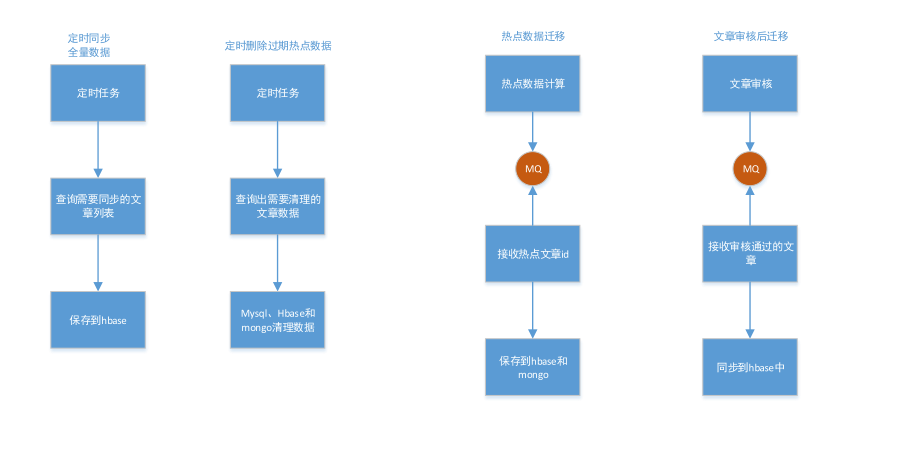 定时同步
全量数据
定时任务
查询需要同步的文
章列表
保存到hbase
定时删除过期热点数据
定时任务
查询出需要清理的
文章数据
Mysql、Hbase和
mongo清理数据
热点数据迁移
热点数据计算
MQ
接收热点文章id
保存到hbase和
mongo
文章审核后迁移
文章审核
MQ
接收审核通过的文
章
同步到hbase中